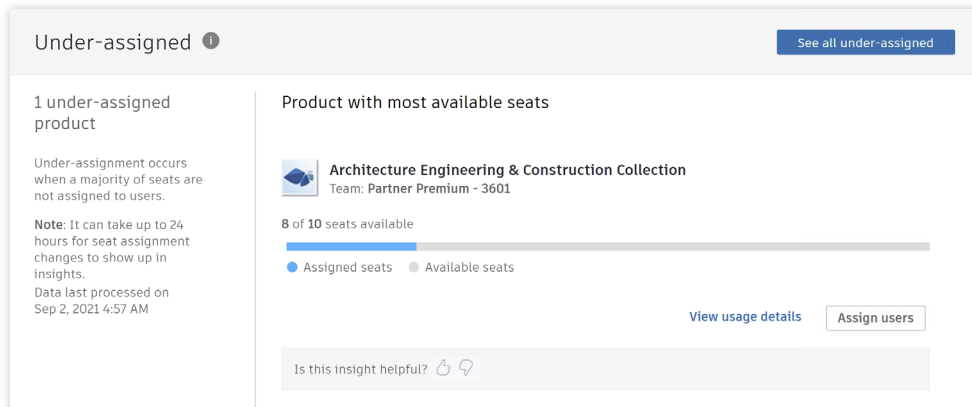 Under-assigned
See all under-assigned
1 under-assigned
product
Under-assignment occurs
when a majority of seats are
not assigned to users.
Note: It can take up to 24
hours for seat assignment
changes to show up in
insights.
Data last processed on
Sep 2, 2021 4:57 AM
Product with most available seats
Architecture Engineering & Construction Collection
Team: Partner Premium - 3601
8 of 10 seats available
Assigned seats
Available seats
View usage details
Assign users
Is this insight helpful?